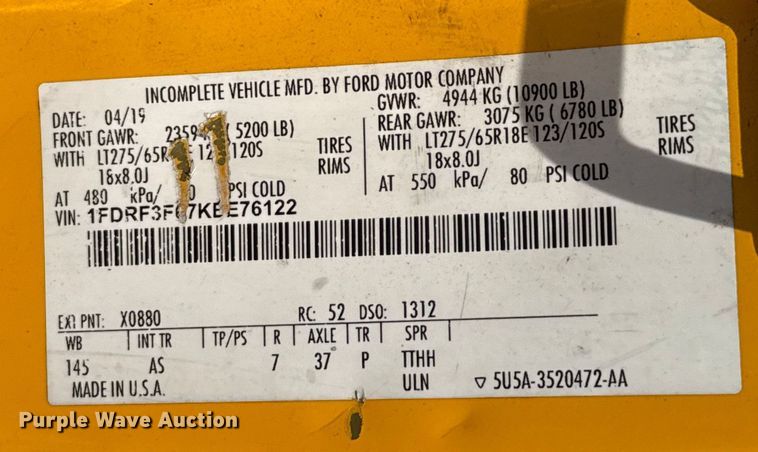 INCOMPLETE VEHICLE MFD. BY FORD MOTOR COMPANY
DATE: 04/19
GVWR: 4944 KG (10900 LB)
FRONT GAWR: ( 5200 LB)
REAR GAWR: 3075 KG ( 6780 LB)
WITH /120S TIRES
WITH LT275/65R18E 123/120S TIRES
18x8.0J RIMS
18x8.0J RIMS
AT 480 kPa/ PSI COLD
AT 550 kPa/ 80 PSI COLD
VIN:
EXT PNT: X0880 RC: 52 DSO: 1312
WB INT TR TP/PS R AXLE TR SPR
145 AS 7 37 P TTHH
MADE IN U.S.A. ULN ▽ 5U5A-3520472-AA
Purple Wave Auction